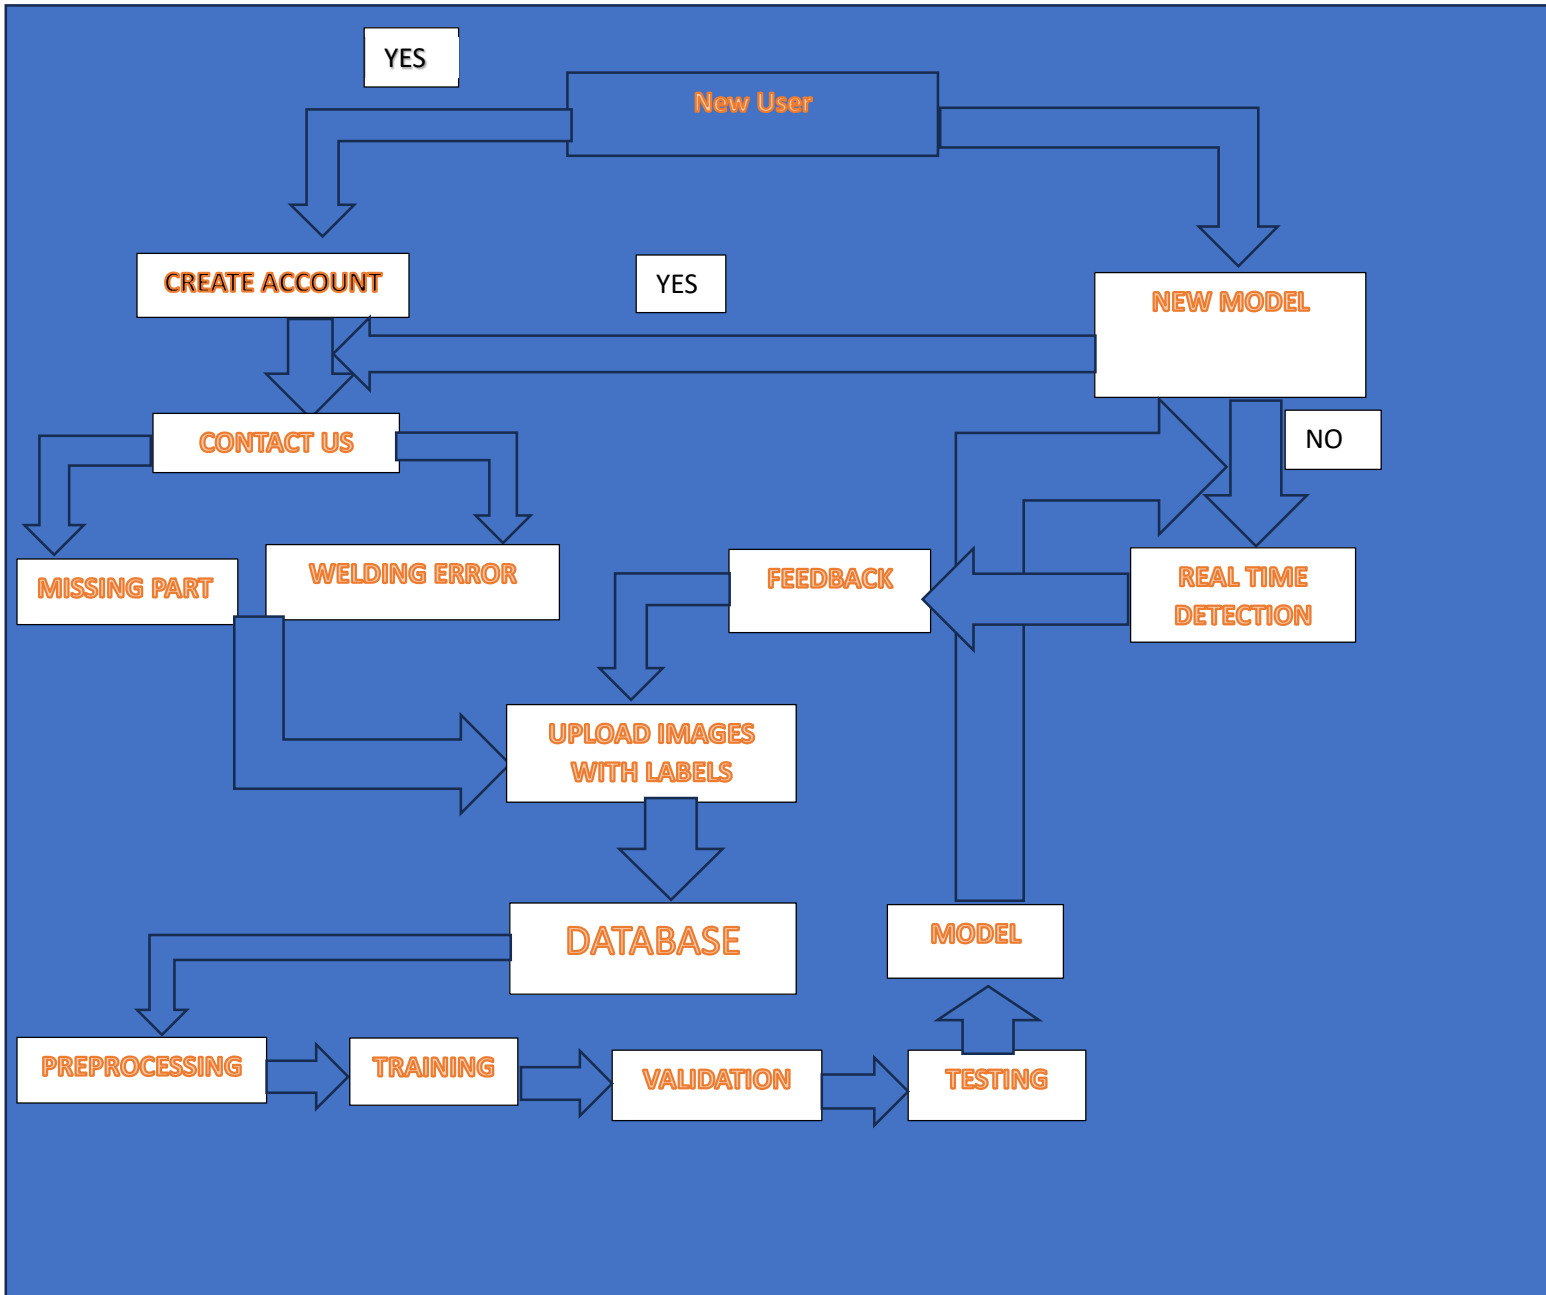 YES
New User
CREATE ACCOUNT
YES
NEW MODEL
CONTACT US
NO
MISSING PART
WELDING ERROR
FEEDBACK
REAL TIME
DETECTION
UPLOAD IMAGES
WITH LABELS
DATABASE
MODEL
PREPROCESSING
TRAINING
VALIDATION
TESTING